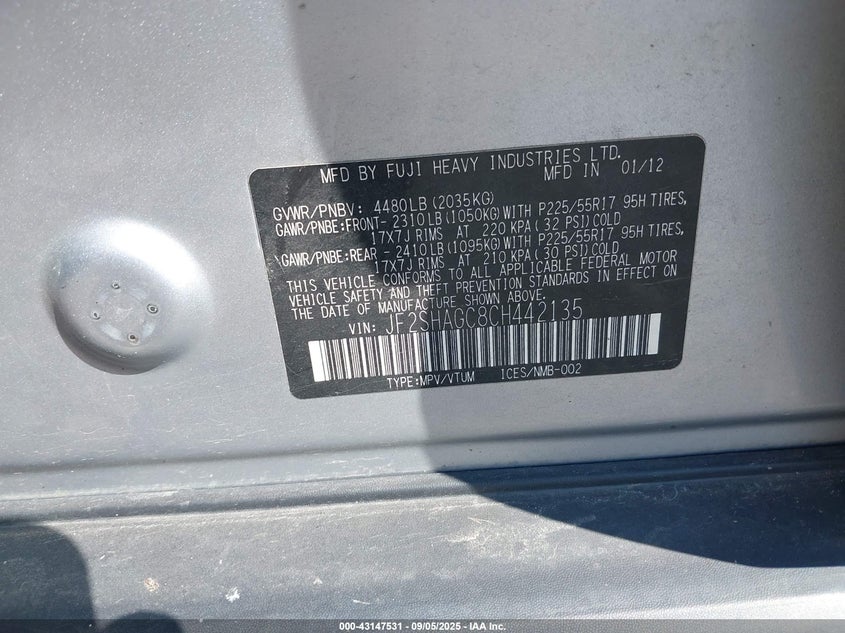 MFD BY FUJI HEAVY INDUSTRIES LTD.
MFD IN 01/12
GVWR/PNBV: 4480LB (2035KG)
GAWR/PNBE:FRONT- 2310LB (1050KG)WITH P225/55R17 95H TIRES,
17X7J RIMS AT 220 KPA ( 32 PSI)COLD
GAWR/PNBE:REAR - 2410LB (1095KG)WITH P225/55R17 95H TIRES,
17X7J RIMS AT 210 KPA ( 30 PSI)COLD
THIS VEHICLE CONFORMS TO ALL APPLICABLE FEDERAL MOTOR
VEHICLE SAFETY AND THEFT PREVENTION STANDARDS IN EFFECT ON
THE DATE OF MANUFACTURE SHOWN ABOVE.
VIN: JF2SHAGC8CH442135
TYPE:MPV/VTUM ICES/NMB-002
000-43147531 - 09/05/2025 - IAA Inc.